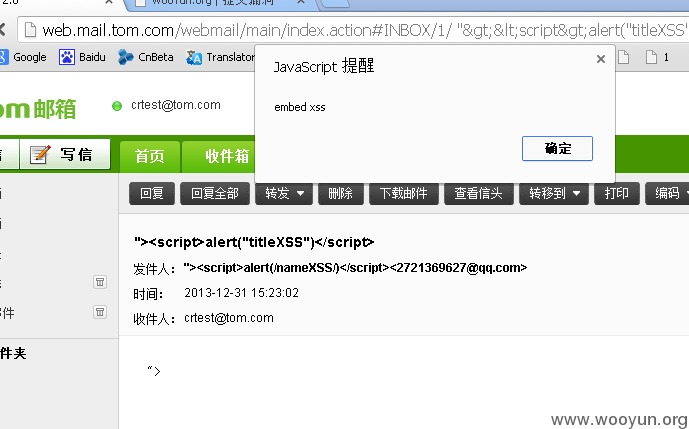 web.mail.tom.com/webmail/main/index.action#INBOX/1/ "&gt;&lt;script&gt;alert("titleXSS"
Google Baidu CnBeta 1
JavaScript 提醒
embed xss
确定
om邮箱 crtest@tom.com
信 写信 首页 收件箱
回复 回复全部 转发 删除 下载邮件 查看信头 转移到 打印 编码
"><script>alert("titleXSS")</script>
发件人: "><script>alert(/nameXSS/)</script><2721369627@qq.com>
时间: 2013-12-31 15:23:02
收件人: crtest@tom.com
件
件夹
">
www.wooyun.org